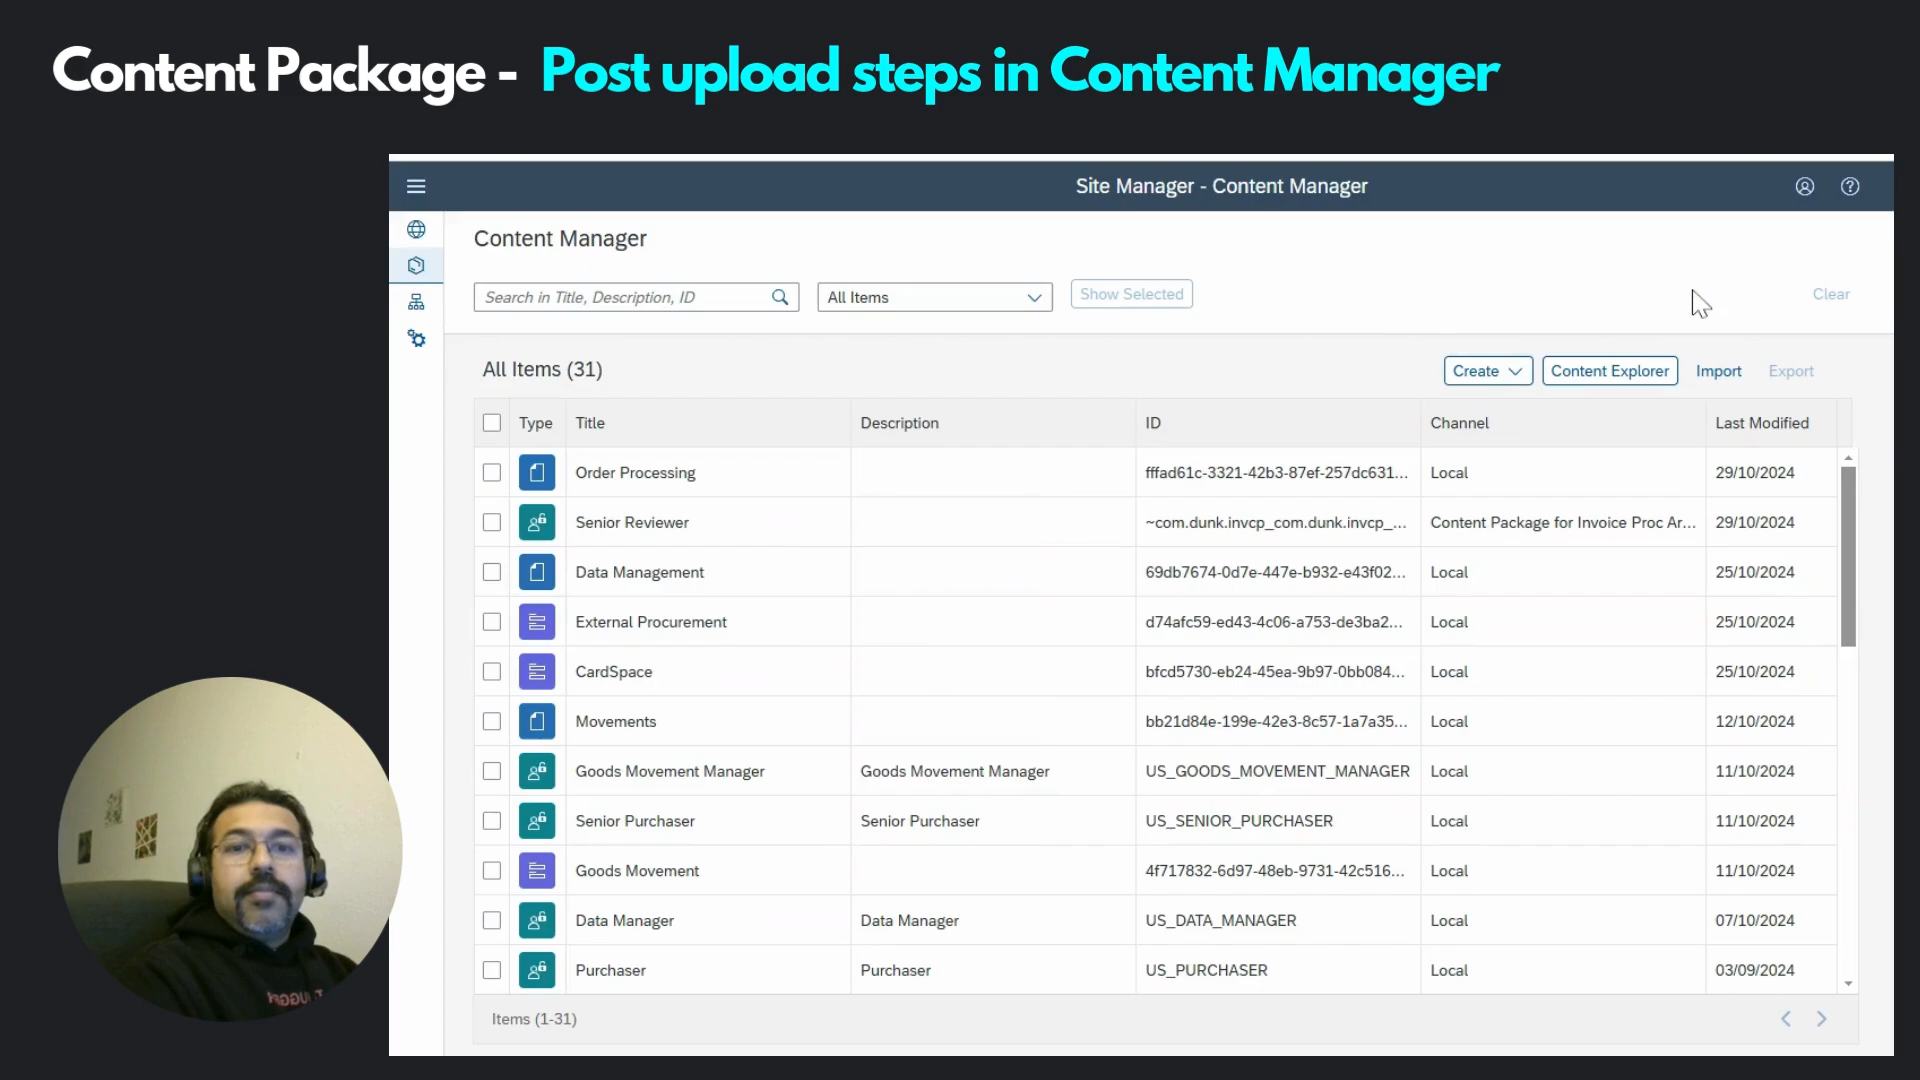 Content Package - Post upload steps in Content Manager
Site Manager - Content Manager
Content Manager
Search in Title, Description, ID
All Items
Show Selected
Clear
All Items (31)
Create
Content Explorer
Import
Export
Type Title Description ID Channel Last Modified
Order Processing fffad61c-3321-42b3-87ef-257dc631... Local 29/10/2024
Senior Reviewer ~com.dunk.invcp_com.dunk.invcp_... Content Package for Invoice Proc Ar... 29/10/2024
Data Management 69db7674-0d7e-447e-b932-e43f02... Local 25/10/2024
External Procurement d74afc59-ed43-4c06-a753-de3ba2... Local 25/10/2024
CardSpace bfcd5730-eb24-45ea-9b97-0bb084... Local 25/10/2024
Movements bb21d84e-199e-42e3-8c57-1a7a35... Local 12/10/2024
Goods Movement Manager Goods Movement Manager US_GOODS_MOVEMENT_MANAGER Local 11/10/2024
Senior Purchaser Senior Purchaser US_SENIOR_PURCHASER Local 11/10/2024
Goods Movement 4f717832-6d97-48eb-9731-42c516... Local 11/10/2024
Data Manager Data Manager US_DATA_MANAGER Local 07/10/2024
Purchaser Purchaser US_PURCHASER Local 03/09/2024
Items (1-31)